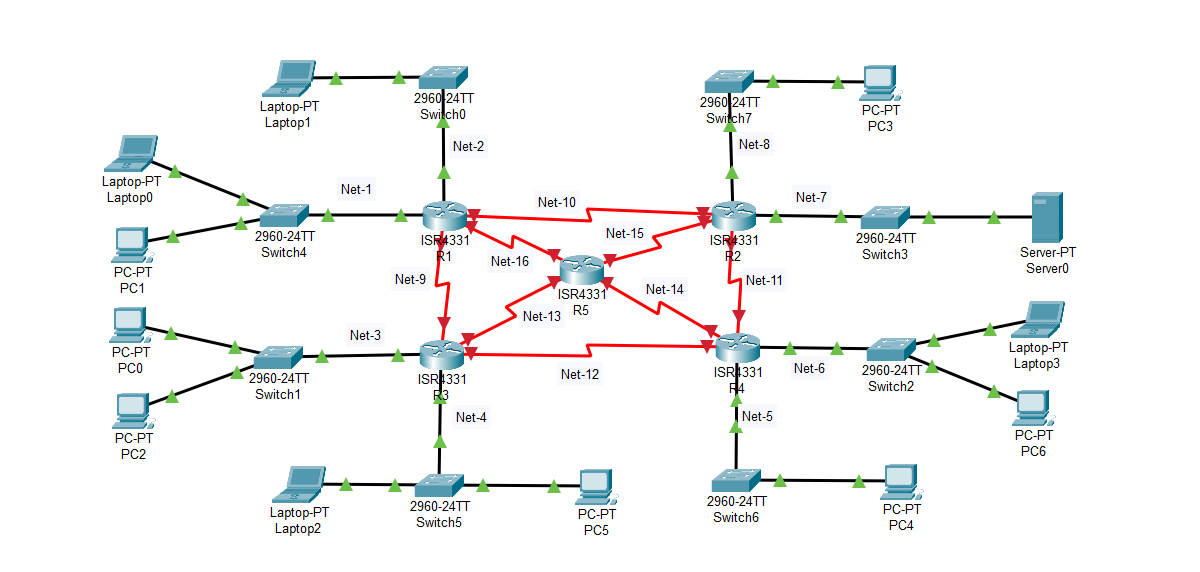 Laptop-PT
Laptop1
2960-24TT
Switch0
2960-24TT
Switch7
PC-PT
PC3
Net-2
Net-8
Laptop-PT
Laptop0
Net-1
Net-10
Net-7
2960-24TT
Switch4
ISR4331
R1
Net-15
ISR4331
R2
2960-24TT
Switch3
Server-PT
Server0
PC-PT
PC1
Net-16
Net-9
ISR4331
R5
Net-14
Net-11
Net-13
PC-PT
PC0
Net-3
2960-24TT
Switch1
ISR4331
R3
Net-12
ISR4331
R4
Net-6
2960-24TT
Switch2
Laptop-PT
Laptop3
PC-PT
PC2
Net-4
Net-5
PC-PT
PC6
Laptop-PT
Laptop2
2960-24TT
Switch5
PC-PT
PC5
2960-24TT
Switch6
PC-PT
PC4